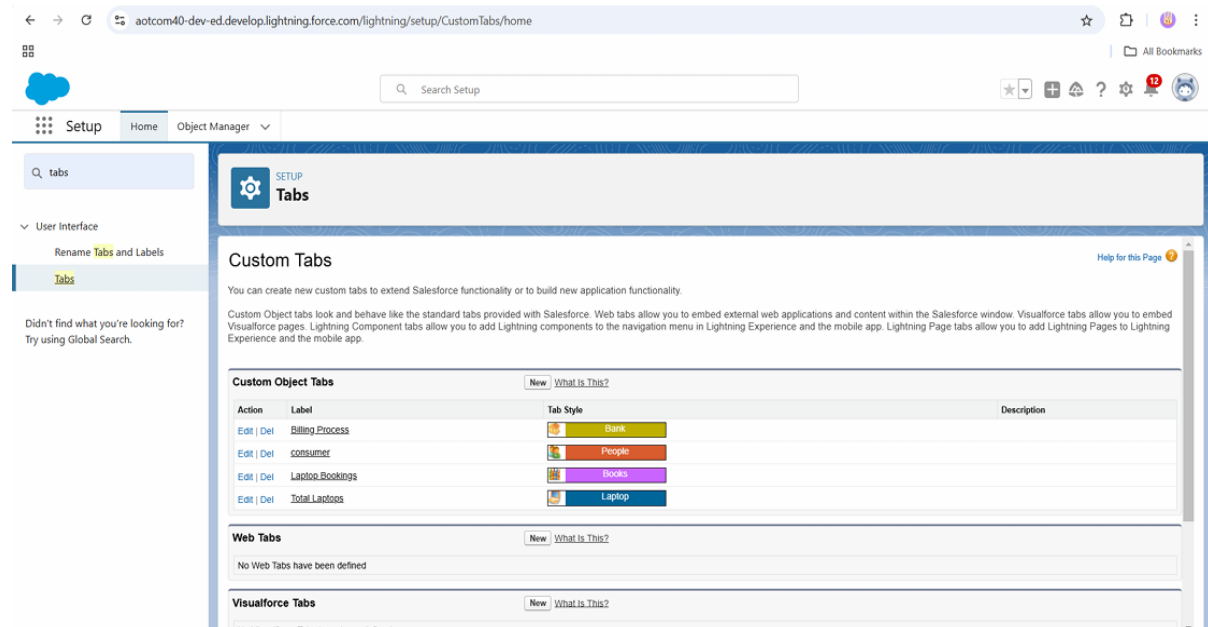 aotcom40-dev-ed.develop.lightning.force.com/lightning/setup/CustomTabs/home
All Bookmarks
Search Setup
12
Setup
Home
Object Manager
tabs
User Interface
Rename Tabs and Labels
Tabs
Didn't find what you're looking for?
Try using Global Search.
SETUP
Tabs
Custom Tabs
Help for this Page
You can create new custom tabs to extend Salesforce functionality or to build new application functionality.
Custom Object tabs look and behave like the standard tabs provided with Salesforce. Web tabs allow you to embed external web applications and content within the Salesforce window. Visualforce tabs allow you to embed
Visualforce pages. Lightning Component tabs allow you to add Lightning components to the navigation menu in Lightning Experience and the mobile app. Lightning Page tabs allow you to add Lightning Pages to Lightning
Experience and the mobile app.
Custom Object Tabs New What Is This?
Action Label Tab Style Description
Edit | Del Billing Process Bank
Edit | Del consumer People
Edit | Del Laptop Bookings Books
Edit | Del Total Laptops Laptop
Web Tabs New What Is This?
No Web Tabs have been defined
Visualforce Tabs New What Is This?